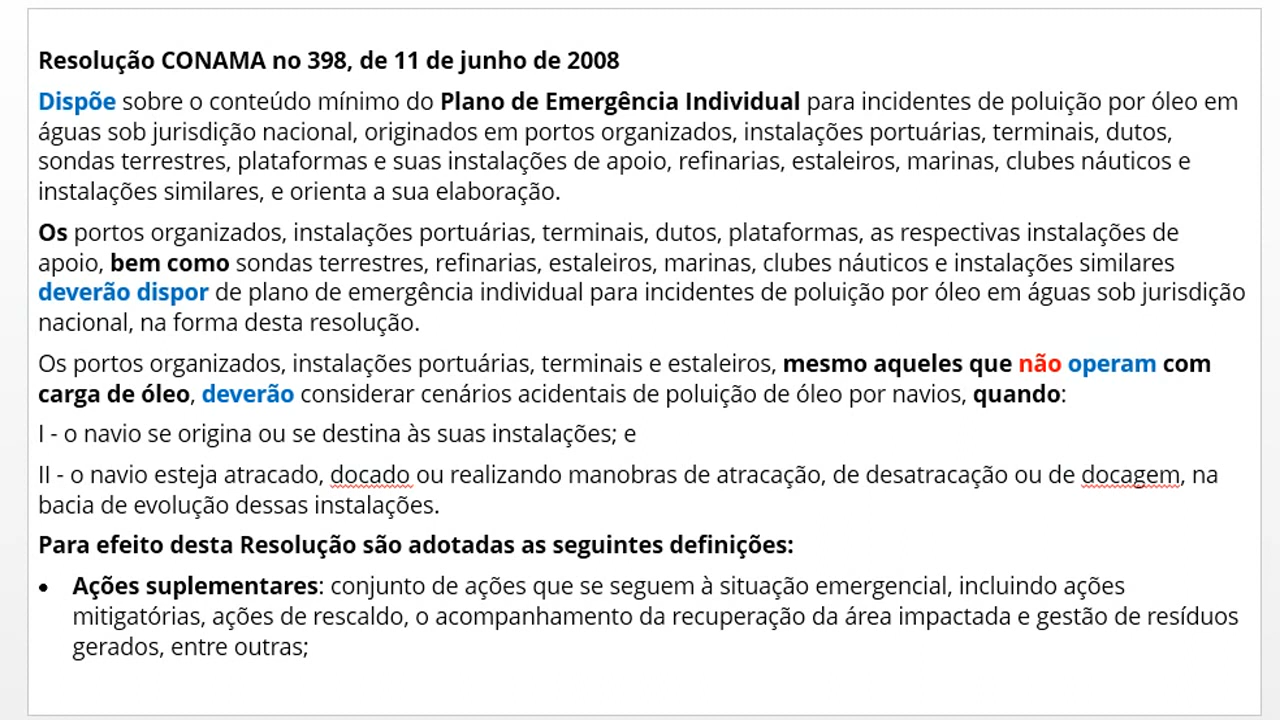 Resolução CONAMA no 398, de 11 de junho de 2008
Dispõe sobre o conteúdo mínimo do Plano de Emergência Individual para incidentes de poluição por óleo em
águas sob jurisdição nacional, originados em portos organizados, instalações portuárias, terminais, dutos,
sondas terrestres, plataformas e suas instalações de apoio, refinarias, estaleiros, marinas, clubes náuticos e
instalações similares, e orienta a sua elaboração.
Os portos organizados, instalações portuárias, terminais, dutos, plataformas, as respectivas instalações de
apoio, bem como sondas terrestres, refinarias, estaleiros, marinas, clubes náuticos e instalações similares
deverão dispor de plano de emergência individual para incidentes de poluição por óleo em águas sob jurisdição
nacional, na forma desta resolução.
Os portos organizados, instalações portuárias, terminais e estaleiros, mesmo aqueles que não operam com
carga de óleo, deverão considerar cenários acidentais de poluição de óleo por navios, quando:
I - o navio se origina ou se destina às suas instalações; e
II - o navio esteja atracado, docado ou realizando manobras de atracação, de desatracação ou de docagem, na
bacia de evolução dessas instalações.
Para efeito desta Resolução são adotadas as seguintes definições:
• Ações suplementares: conjunto de ações que se seguem à situação emergencial, incluindo ações
mitigatórias, ações de rescaldo, o acompanhamento da recuperação da área impactada e gestão de resíduos
gerados, entre outras;